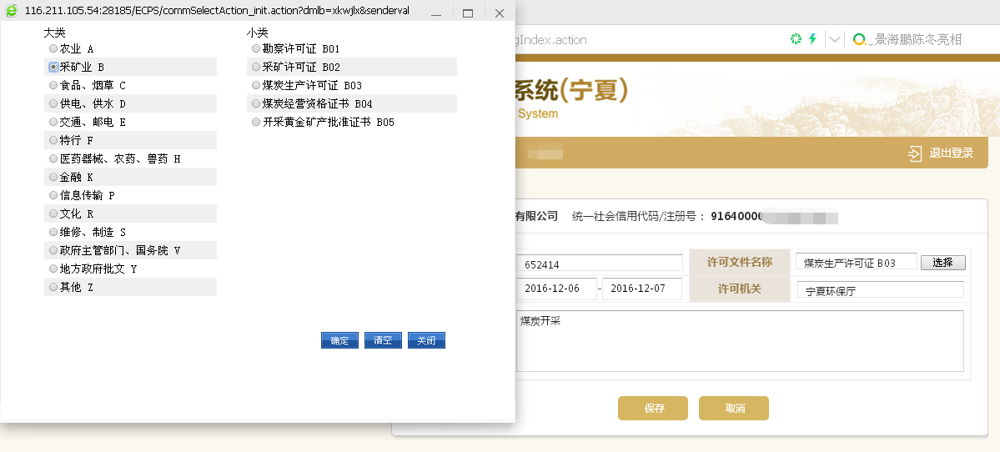 116.211.105.54:28185/ECPS/commSelectAction_init.action?dmlb=xkwjlx&senderval
大类
农业 A
采矿业 B
食品、烟草 C
供电、供水 D
交通、邮电 E
特行 F
医药器械、农药、兽药 H
金融 K
信息传输 P
文化 R
维修、制造 S
政府主管部门、国务院 V
地方政府批文 Y
其他 Z
小类
勘察许可证 B01
采矿许可证 B02
煤炭生产许可证 B03
煤炭经营资格证书 B04
开采黄金矿产批准证书 B05
确定 清空 关闭
gIndex.action
景海鹏陈冬亮相
系统(宁夏)
System
退出登录
有限公司 统一社会信用代码/注册号: 9164000
652414 许可文件名称 煤炭生产许可证 B03 选择
2016-12-06 - 2016-12-07 许可机关 宁夏环保厅
煤炭开采
保存 取消